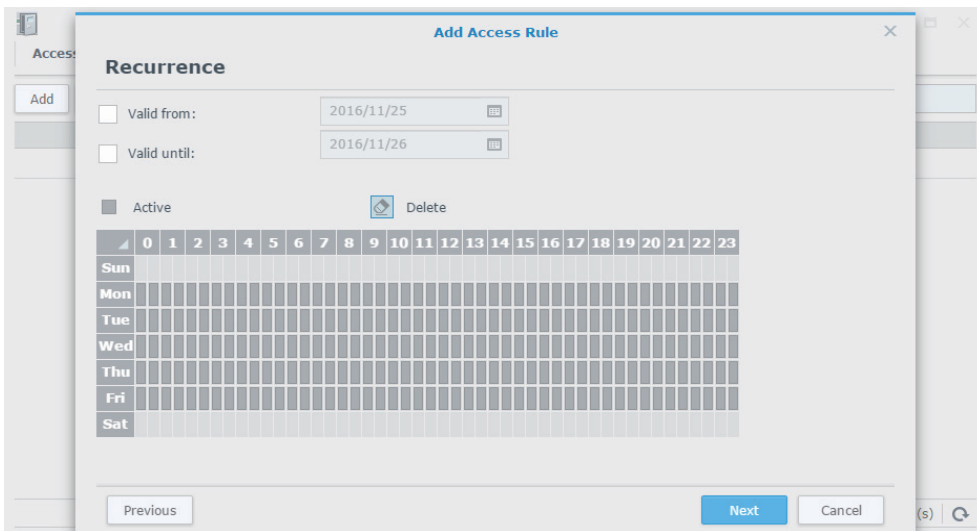 Add Access Rule
Access
Recurrence
Add
Valid from:
2016/11/25
Valid until:
2016/11/26
Active
Delete
0 1 2 3 4 5 6 7 8 9 10 11 12 13 14 15 16 17 18 19 20 21 22 23
Sun
Mon
Tue
Wed
Thu
Fri
Sat
Previous
Next
Cancel
(s)